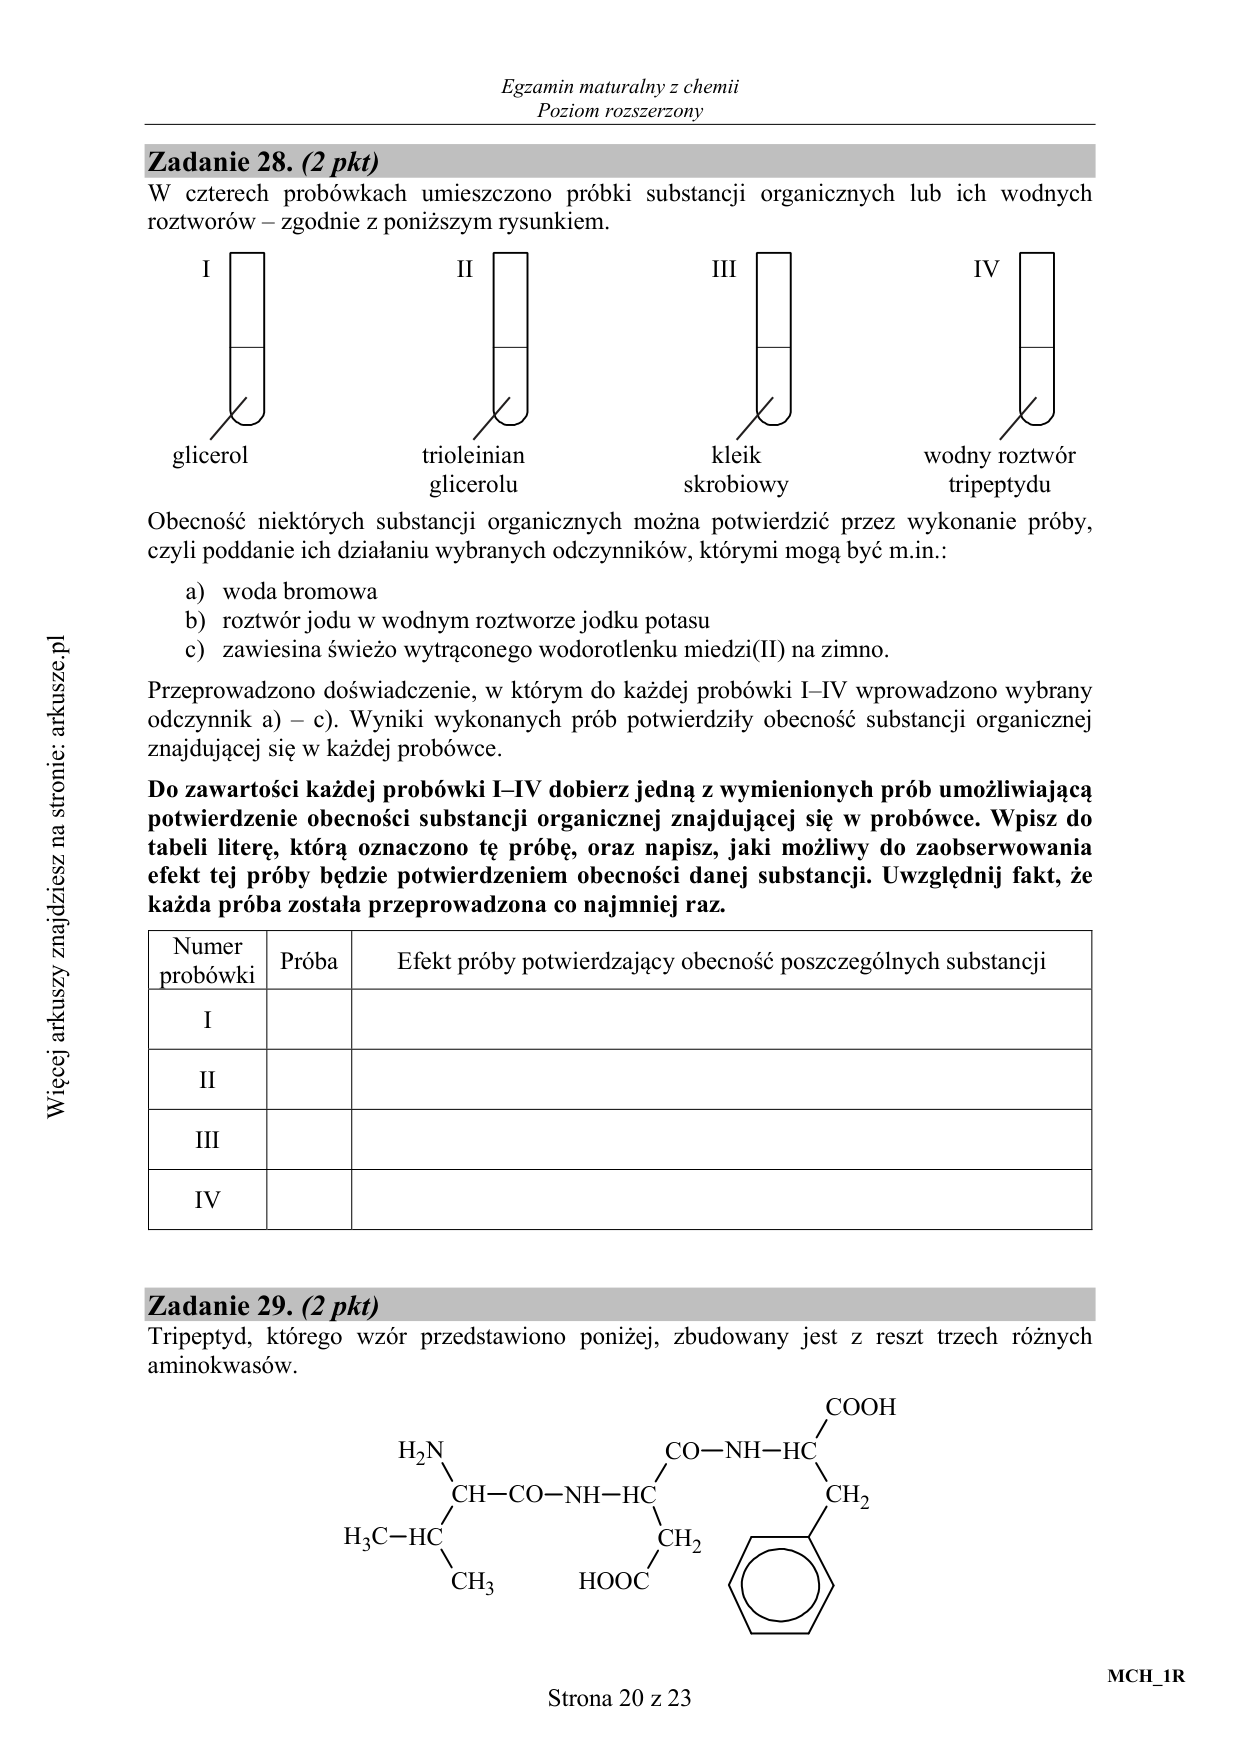 Egzamin maturalny z chemii
Poziom rozszerzony
Zadanie 28. (2 pkt)
W czterech probówkach umieszczono próbki substancji organicznych lub ich wodnych
roztworów – zgodnie z poniższym rysunkiem.
I II III IV
glicerol trioleinian kleik wodny roztwór
glicerolu skrobiowy tripeptydu
Obecność niektórych substancji organicznych można potwierdzić przez wykonanie próby,
czyli poddanie ich działaniu wybranych odczynników, którymi mogą być m.in.:
a) woda bromowa
b) roztwór jodu w wodnym roztworze jodku potasu
c) zawiesina świeżo wytrąconego wodorotlenku miedzi(II) na zimno.
Przeprowadzono doświadczenie, w którym do każdej probówki I–IV wprowadzono wybrany
odczynnik a) – c). Wyniki wykonanych prób potwierdziły obecność substancji organicznej
znajdującej się w każdej probówce.
Do zawartości każdej probówki I–IV dobierz jedną z wymienionych prób umożliwiającą
potwierdzenie obecności substancji organicznej znajdującej się w probówce. Wpisz do
tabeli literę, którą oznaczono tę próbę, oraz napisz, jaki możliwy do zaobserwowania
efekt tej próby będzie potwierdzeniem obecności danej substancji. Uwzględnij fakt, że
każda próba została przeprowadzona co najmniej raz.
Numer
probówki Próba Efekt próby potwierdzający obecność poszczególnych substancji
I
II
III
IV
Zadanie 29. (2 pkt)
Tripeptyd, którego wzór przedstawiono poniżej, zbudowany jest z reszt trzech różnych
aminokwasów.
COOH
H2N CO–NH–HC
CH–CO–NH–HC CH2
H3C–HC CH2
CH3 HOOC
MCH_1R
Strona 20 z 23
Więcej arkuszy znajdziesz na stronie: arkusze.pl